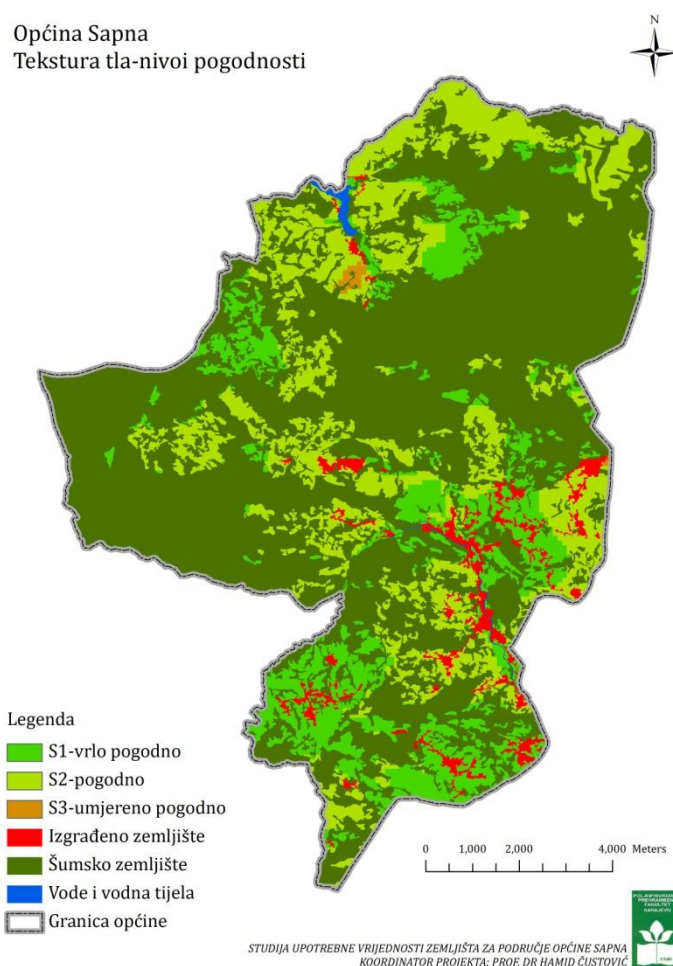 Općina Sapna
Tekstura tla-nivoi pogodnosti
N
Legenda
S1-vrlo pogodno
S2-pogodno
S3-umjereno pogodno
Izgrađeno zemljište
Šumsko zemljište
Vode i vodna tijela
Granica općine
0 1,000 2,000 4,000 Meters
STUDIJA UPOTREBNE VRIJEDNOSTI ZEMLJIŠTA ZA PODRUČJE OPĆINE SAPNA
KOORDINATOR PROJEKTA: PROF. DR HAMID ČUSTOVIĆ
FAKULTET
SARAJEVO